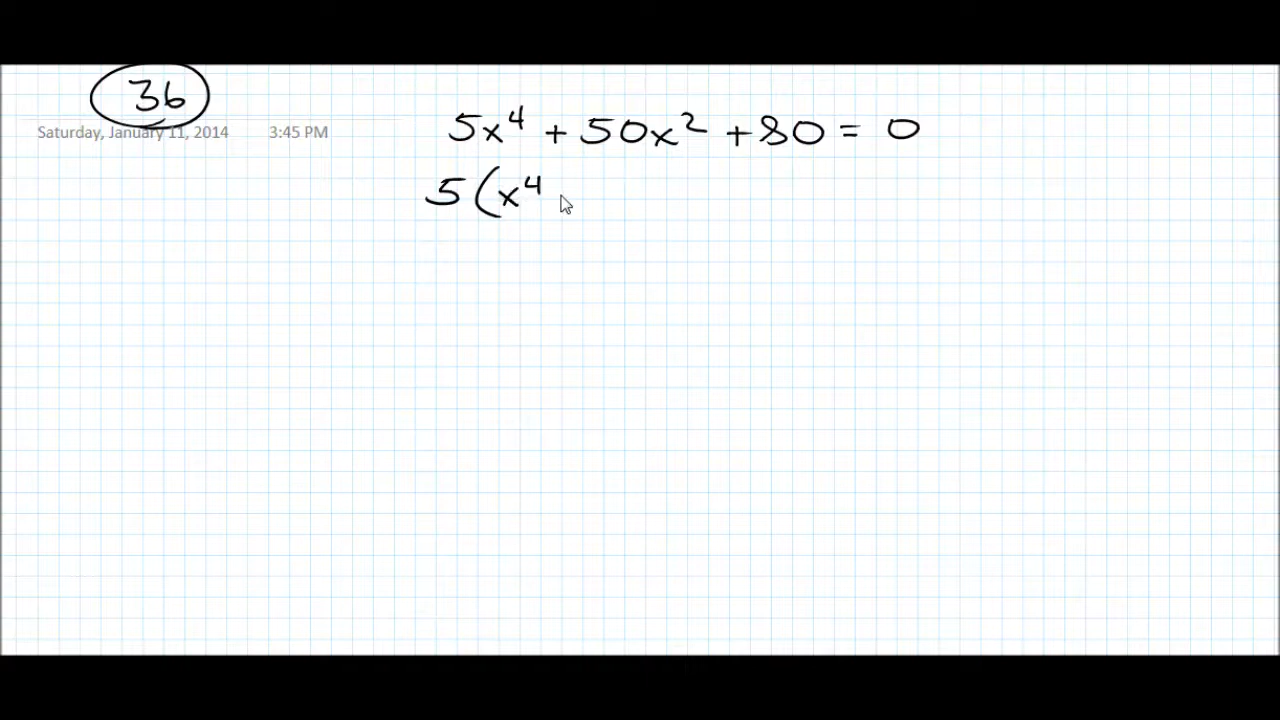 36
Saturday, January 11, 2014 3:45 PM
5x⁴ + 50x² + 80 = 0
5(x⁴